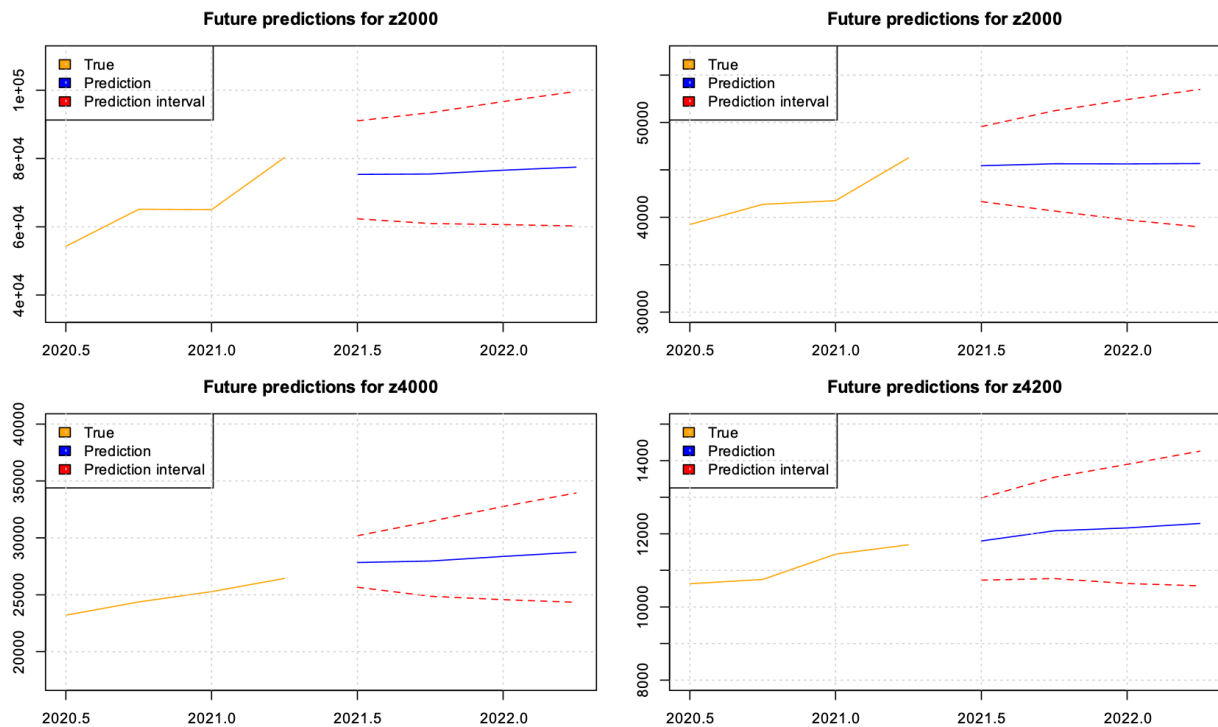 Future predictions for z2000
True
Prediction
Prediction interval
1e+05
8e+04
6e+04
4e+04
2020.5 2021.0 2021.5 2022.0
Future predictions for z2000
True
Prediction
Prediction interval
50000
40000
30000
2020.5 2021.0 2021.5 2022.0
Future predictions for z4000
True
Prediction
Prediction interval
40000
35000
30000
25000
20000
2020.5 2021.0 2021.5 2022.0
Future predictions for z4200
True
Prediction
Prediction interval
14000
12000
10000
8000
2020.5 2021.0 2021.5 2022.0